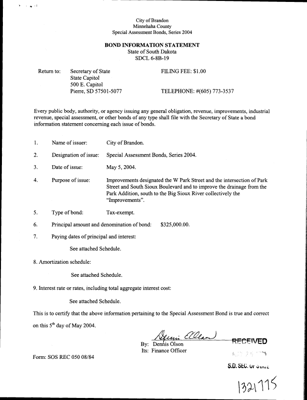 City of Brandon
Minnehaha County
Special Assessment Bonds, Series 2004
BOND INFORMATION STATEMENT
State of South Dakota
SDCL 6-8B-19
Return to: Secretary of State FILING FEE: $1.00
State Capitol
500 E. Capitol
Pierre, SD 57501-5077 TELEPHONE: #(605) 773-3537
Every public body, authority, or agency issuing any general obligation, revenue, improvements, industrial
revenue, special assessment, or other bonds of any type shall file with the Secretary of State a bond
information statement concerning each issue of bonds.
1. Name of issuer: City of Brandon.
2. Designation of issue: Special Assessment Bonds, Series 2004.
3. Date of issue: May 5, 2004.
4. Purpose of issue: Improvements designated the W Park Street and the intersection of Park
Street and South Sioux Boulevard and to improve the drainage from the
Park Addition, south to the Big Sioux River collectively the
"Improvements".
5. Type of bond: Tax-exempt.
6. Principal amount and denomination of bond: $325,000.00.
7. Paying dates of principal and interest:
See attached Schedule.
8. Amortization schedule:
See attached Schedule.
9. Interest rate or rates, including total aggregate interest cost:
See attached Schedule.
This is to certify that the above information pertaining to the Special Assessment Bond is true and correct
on this 5th day of May 2004.
Dennis Olson
By: Dennis Olson
Its: Finance Officer
RECEIVED
S.D. SEC. OF STATE
Form: SOS REC 050 08/84
1321775